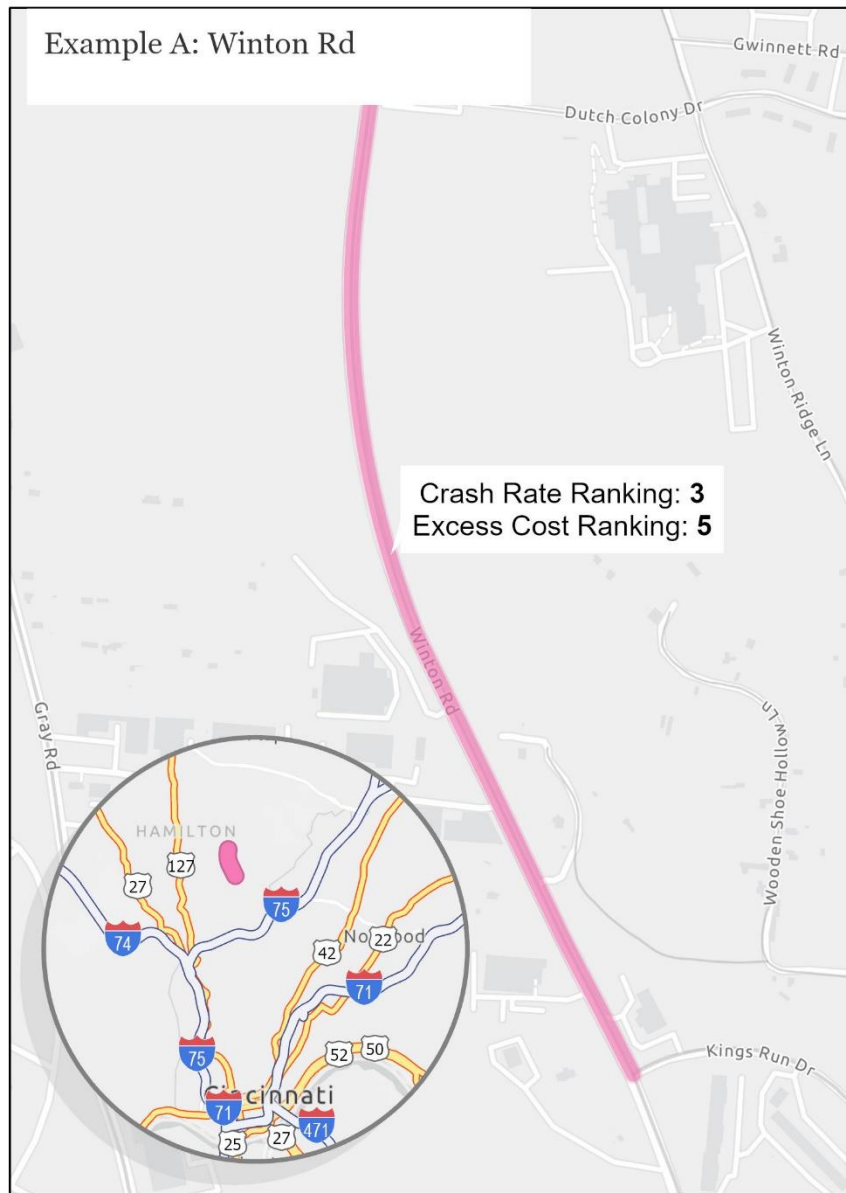 Example A: Winton Rd
Gwinnett Rd
Dutch Colony Dr
Winton Ridge Ln
Crash Rate Ranking: 3
Excess Cost Ranking: 5
Winton Rd
Gray Rd
Wooden Shoe Hollow Ln
HAMILTON
127
27
75
74
42
22
71
75
52
50
Cincinnati
71
471
25
27
Kings Run Dr